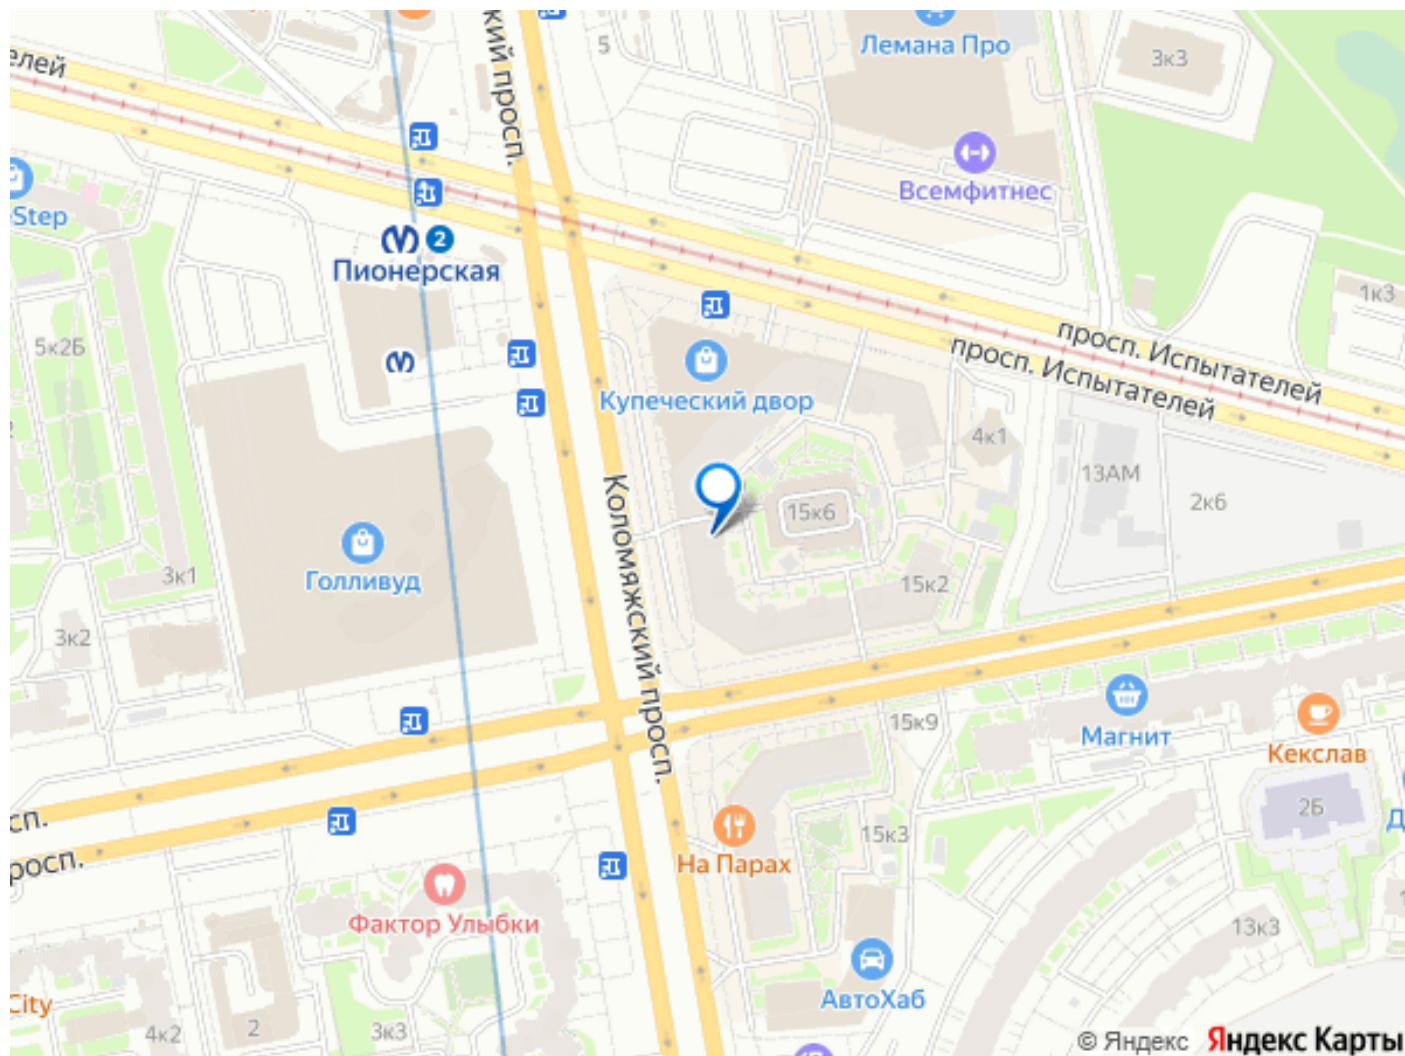 кий просп.
5
Лемана Про
3к3
елей
Всемфитнес
Step
2
Пионерская
1к3
просп. Испытателей
просп. Испытателей
5к2Б
Купеческий двор
4к1
13АМ
2к6
15к6
Коломяжский просп.
Голливуд
3к1
15к2
3к2
15к9
Магнит
Кекслав
2Б
Д
сп.
росп.
15к3
На Парах
Фактор Улыбки
13к3
АвтоХаб
City
4к2
2
3к3
© Яндекс Яндекс Карты